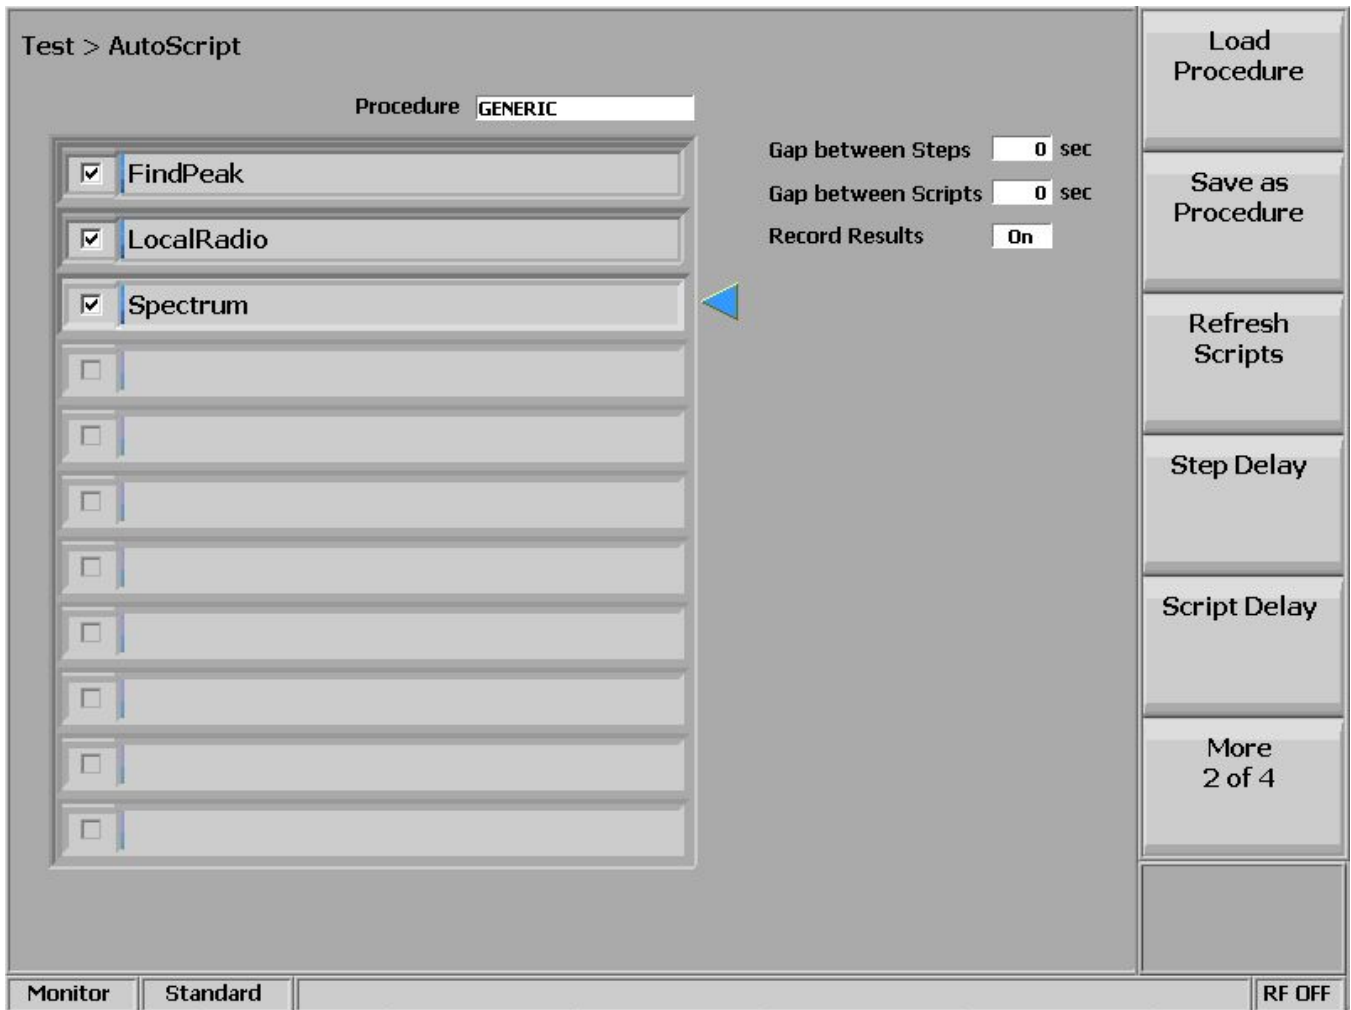 Test > AutoScript
Procedure GENERIC
FindPeak
LocalRadio
Spectrum
Gap between Steps 0 sec
Gap between Scripts 0 sec
Record Results On
Load
Procedure
Save as
Procedure
Refresh
Scripts
Step Delay
Script Delay
More
2 of 4
Monitor Standard RF OFF